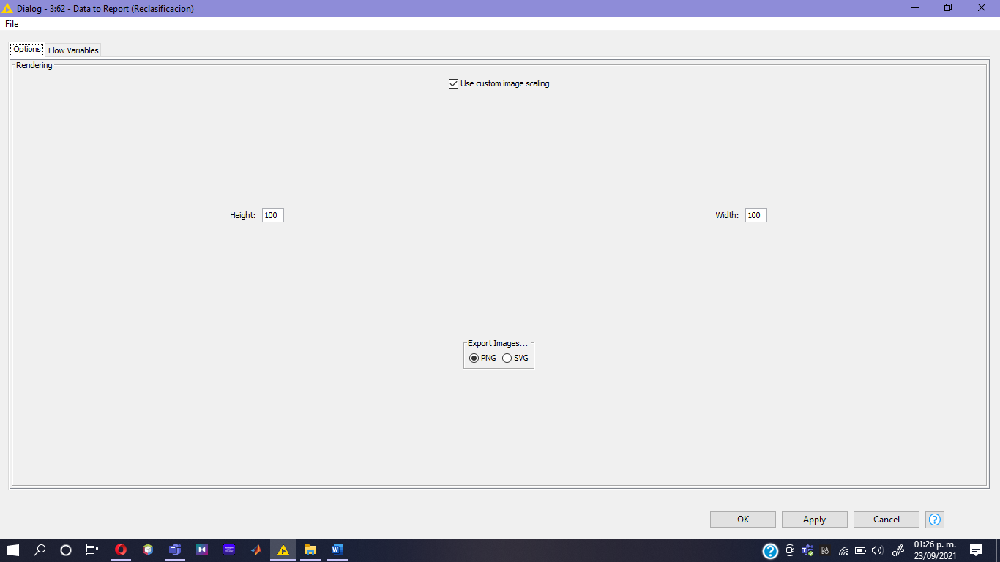 Dialog - 3:62 - Data to Report (Reclasificacion)
File
Options Flow Variables
Rendering
Use custom image scaling
Height: 100 Width: 100
Export Images...
PNG SVG
OK Apply Cancel
01:26 p. m.
23/09/2021